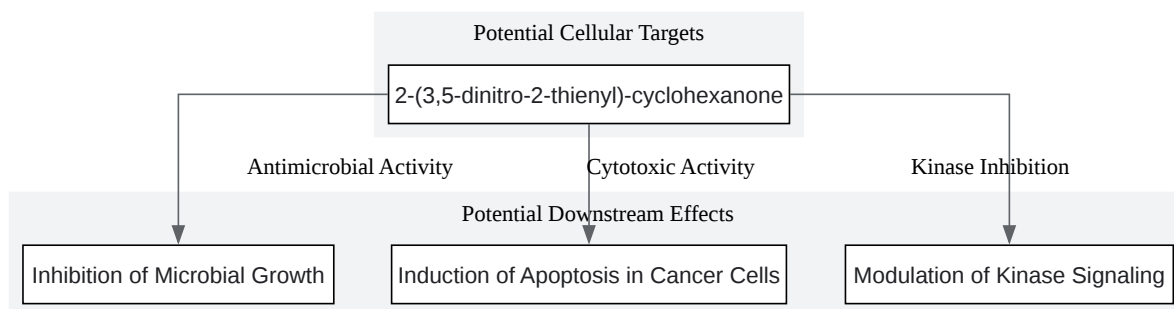 Potential Cellular Targets
2-(3,5-dinitro-2-thienyl)-cyclohexanone
Antimicrobial Activity
Cytotoxic Activity
Kinase Inhibition
Potential Downstream Effects
Inhibition of Microbial Growth
Induction of Apoptosis in Cancer Cells
Modulation of Kinase Signaling